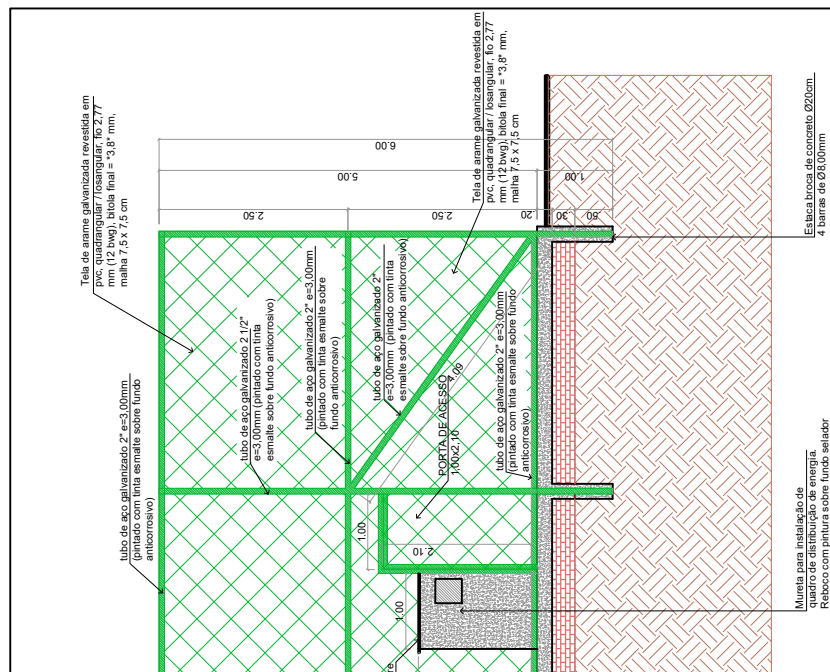 Tela de arame galvanizada revestida em
pvc, quadrangular / losangular, fio 2,77
mm (12 bwg), bitola final = *3,8* mm,
malha 7,5 x 7,5 cm
Tela de arame galvanizada revestida em
pvc, quadrangular / losangular, fio 2,77
mm (12 bwg), bitola final = *3,8* mm,
malha 7,5 x 7,5 cm
6.00
5.00
1.00
2.50
2.50
.20
.30
.50
tubo de aço galvanizado 2" e=3,00mm
(pintado com tinta esmalte sobre fundo
anticorrosivo)
tubo de aço galvanizado 2 1/2"
e=3,00mm (pintado com tinta
esmalte sobre fundo anticorrosivo)
tubo de aço galvanizado 2" e=3,00mm
(pintado com tinta esmalte sobre
fundo anticorrosivo)
tubo de aço galvanizado 2"
e=3,00mm (pintado com tinta
esmalte sobre fundo anticorrosivo)
4.09
PORTA DE ACESSO
1.00x2,10
tubo de aço galvanizado 2" e=3,00mm
(pintado com tinta esmalte sobre fundo
anticorrosivo)
1.00
2.10
1.00
Estaca broca de concreto Ø20cm
4 barras de Ø8,00mm
Mureta para instalação de
quadro de distribuição de energia.
Reboco com pintura sobre fundo selador